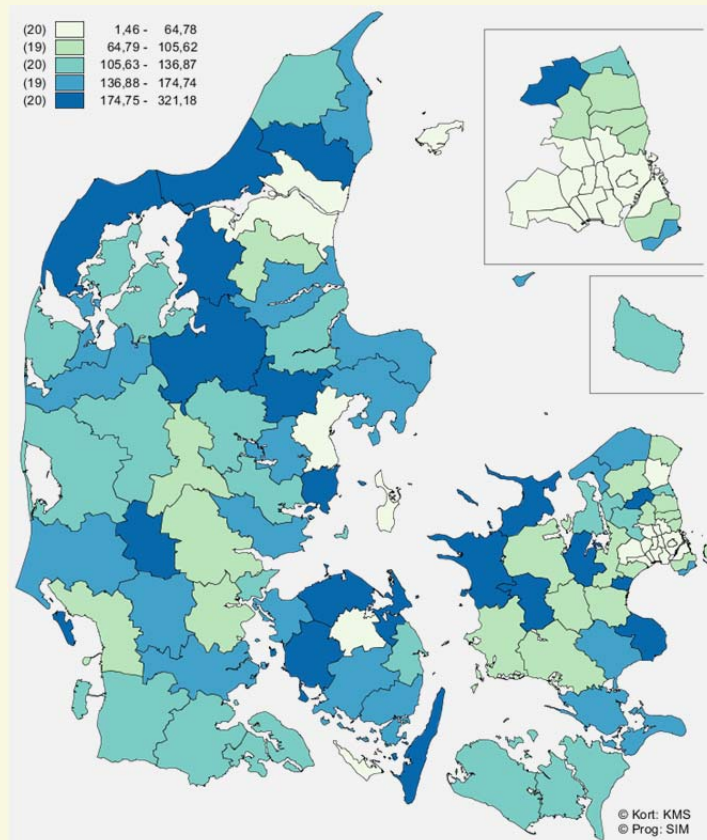 (20) 1,46 - 64,78
(19) 64,79 - 105,62
(20) 105,63 - 136,87
(19) 136,88 - 174,74
(20) 174,75 - 321,18
© Kort: KMS
© Prog: SIM